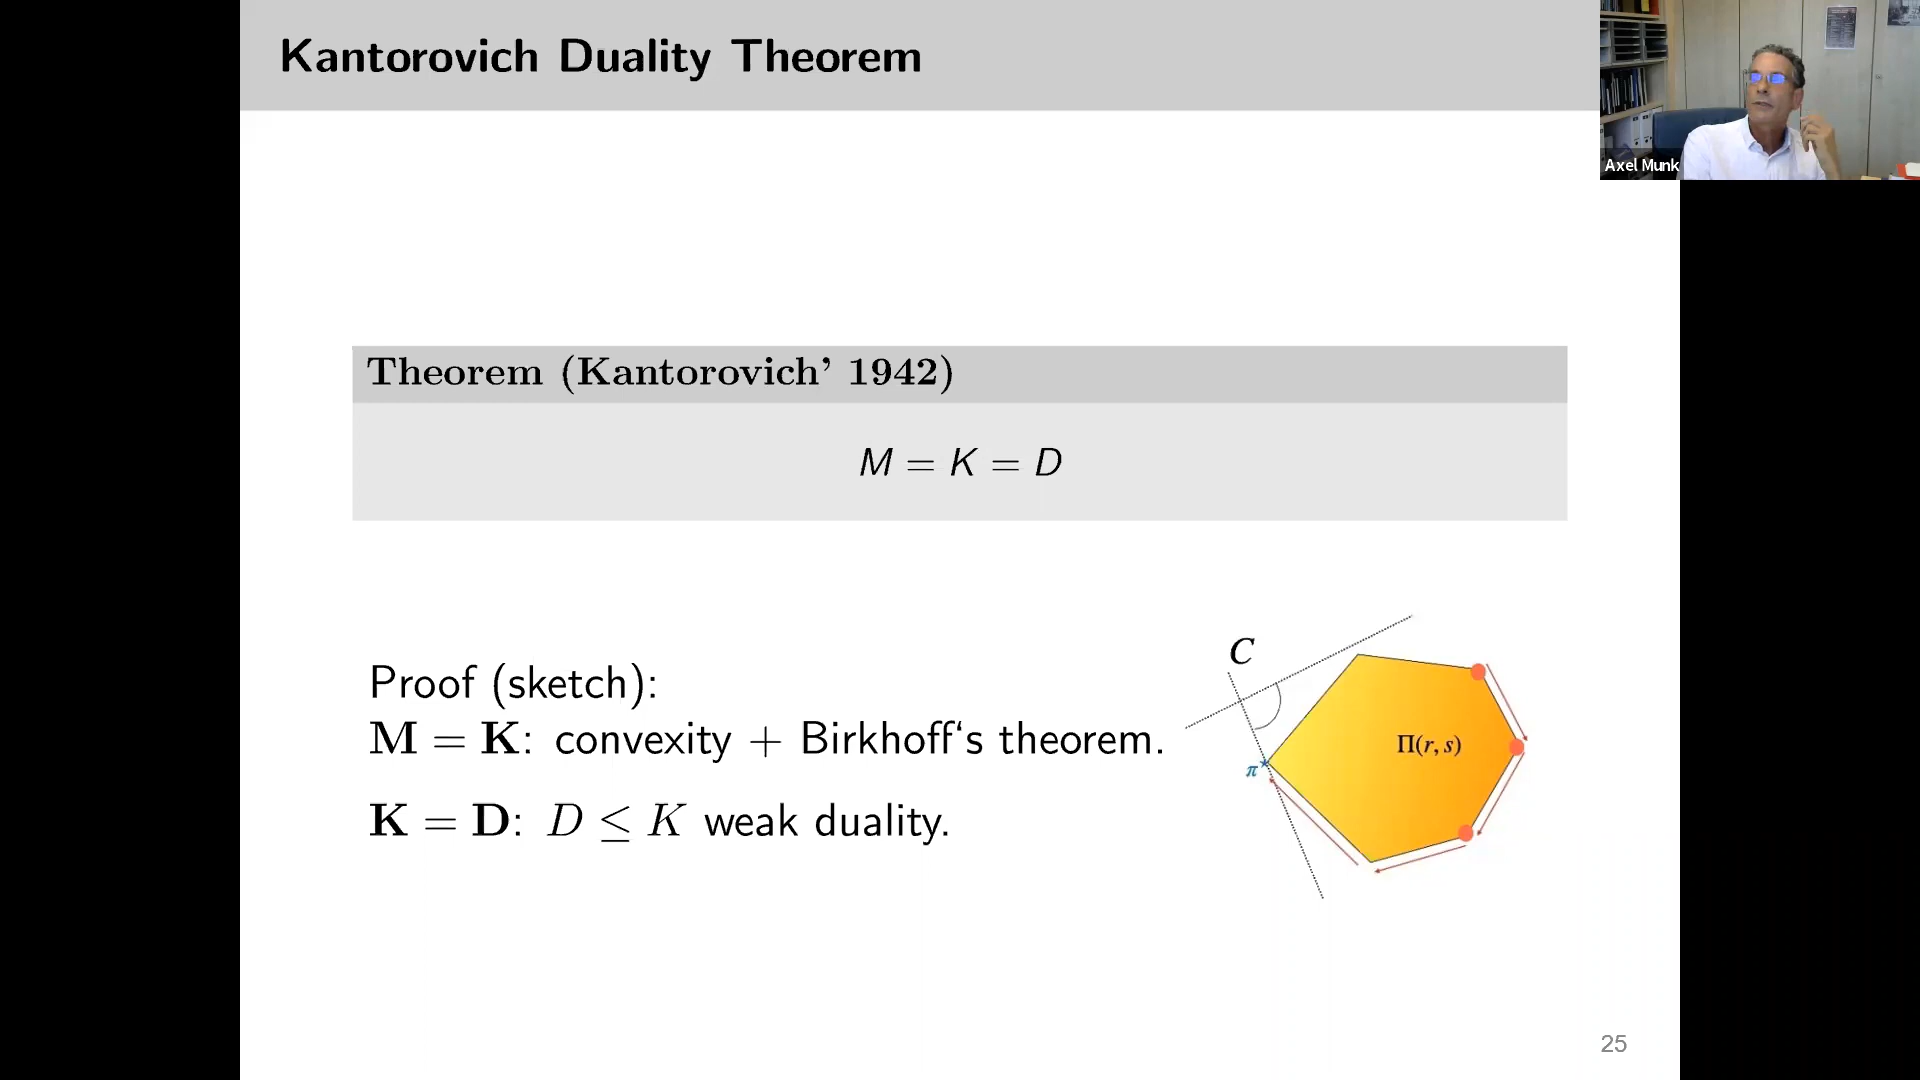 Kantorovich Duality Theorem
Axel Munk
Theorem (Kantorovich’ 1942)
M = K = D
Proof (sketch):
M = K: convexity + Birkhoff‘s theorem.
K = D: D ≤ K weak duality.
C
Π(r, s)
π
25